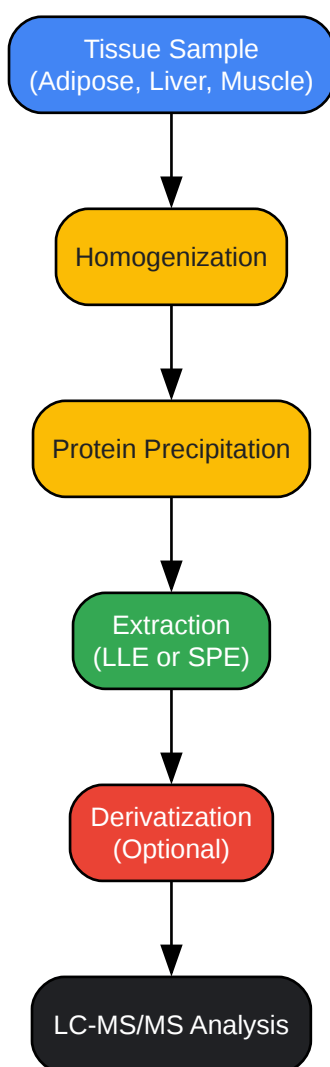 Tissue Sample
(Adipose, Liver, Muscle)
Homogenization
Protein Precipitation
Extraction
(LLE or SPE)
Derivatization
(Optional)
LC-MS/MS Analysis